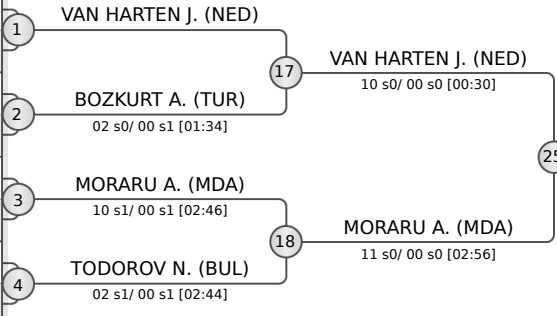 VAN HARTEN J. (NED)
1
17
VAN HARTEN J. (NED)
10 s0/ 00 s0 [00:30]
BOZKURT A. (TUR)
2
02 s0/ 00 s1 [01:34]
25
MORARU A. (MDA)
3
10 s1/ 00 s1 [02:46]
18
MORARU A. (MDA)
11 s0/ 00 s0 [02:56]
TODOROV N. (BUL)
4
02 s1/ 00 s1 [02:44]